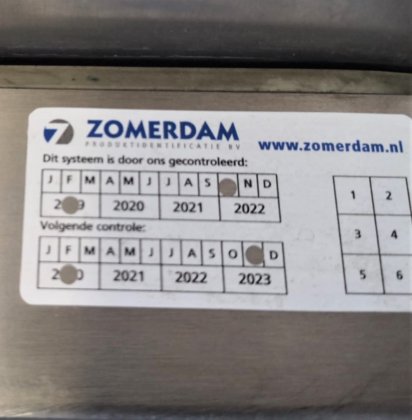 ZOMERDAM
PRODUKTIDENTIFICATIE BV
www.zomerdam.nl
Dit systeem is door ons gecontroleerd:
J F M A M J J A S N D
2020 2021 2022
Volgende controle:
J F M A M J J A S O D
2021 2022 2023
1 2
3 4
5 6